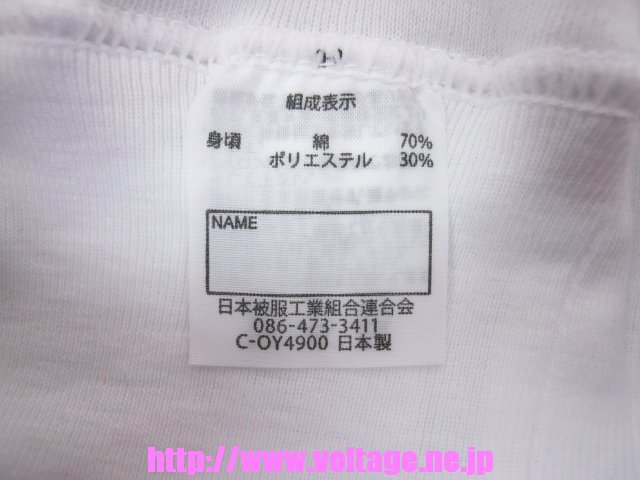 組成表示
身頃 綿 70%
ポリエステル 30%
NAME
日本被服工業組合連合会
086-473-3411
C-OY4900 日本製
http://www.voltage.ne.jp